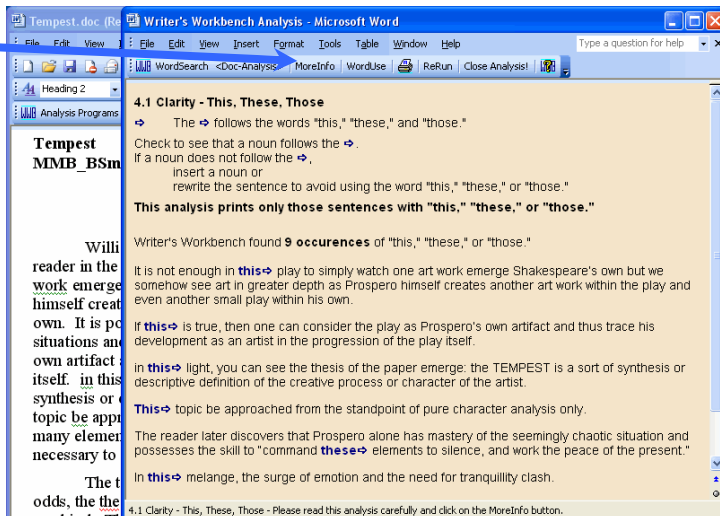 Tempest.doc (Re
File Edit View I
Heading 2
Analysis Programs
Tempest
MMB_BSm
Willi
reader in the
work emerge
himself creat
own. It is po
situations and
own artifact
itself. in this
synthesis or
topic be appr
many elemen
necessary to
The t
odds, the the
Writer's Workbench Analysis - Microsoft Word
File Edit View Insert Format Tools Table Window Help Type a question for help
WordSearch <Doc-Analysis> MoreInfo WordUse ReRun Close Analysis!
4.1 Clarity - This, These, Those
⇨ The ⇨ follows the words "this," "these," and "those."
Check to see that a noun follows the ⇨.
If a noun does not follow the ⇨,
insert a noun or
rewrite the sentence to avoid using the word "this," "these," or "those."
This analysis prints only those sentences with "this," "these," or "those."
Writer's Workbench found 9 occurences of "this," "these," or "those."
It is not enough in this⇨ play to simply watch one art work emerge Shakespeare's own but we
somehow see art in greater depth as Prospero himself creates another art work within the play and
even another small play within his own.
If this⇨ is true, then one can consider the play as Prospero's own artifact and thus trace his
development as an artist in the progression of the play itself.
in this⇨ light, you can see the thesis of the paper emerge: the TEMPEST is a sort of synthesis or
descriptive definition of the creative process or character of the artist.
This⇨ topic be approached from the standpoint of pure character analysis only.
The reader later discovers that Prospero alone has mastery of the seemingly chaotic situation and
possesses the skill to "command these⇨ elements to silence, and work the peace of the present."
In this⇨ melange, the surge of emotion and the need for tranquillity clash.
4.1 Clarity - This, These, Those - Please read this analysis carefully and click on the MoreInfo button.